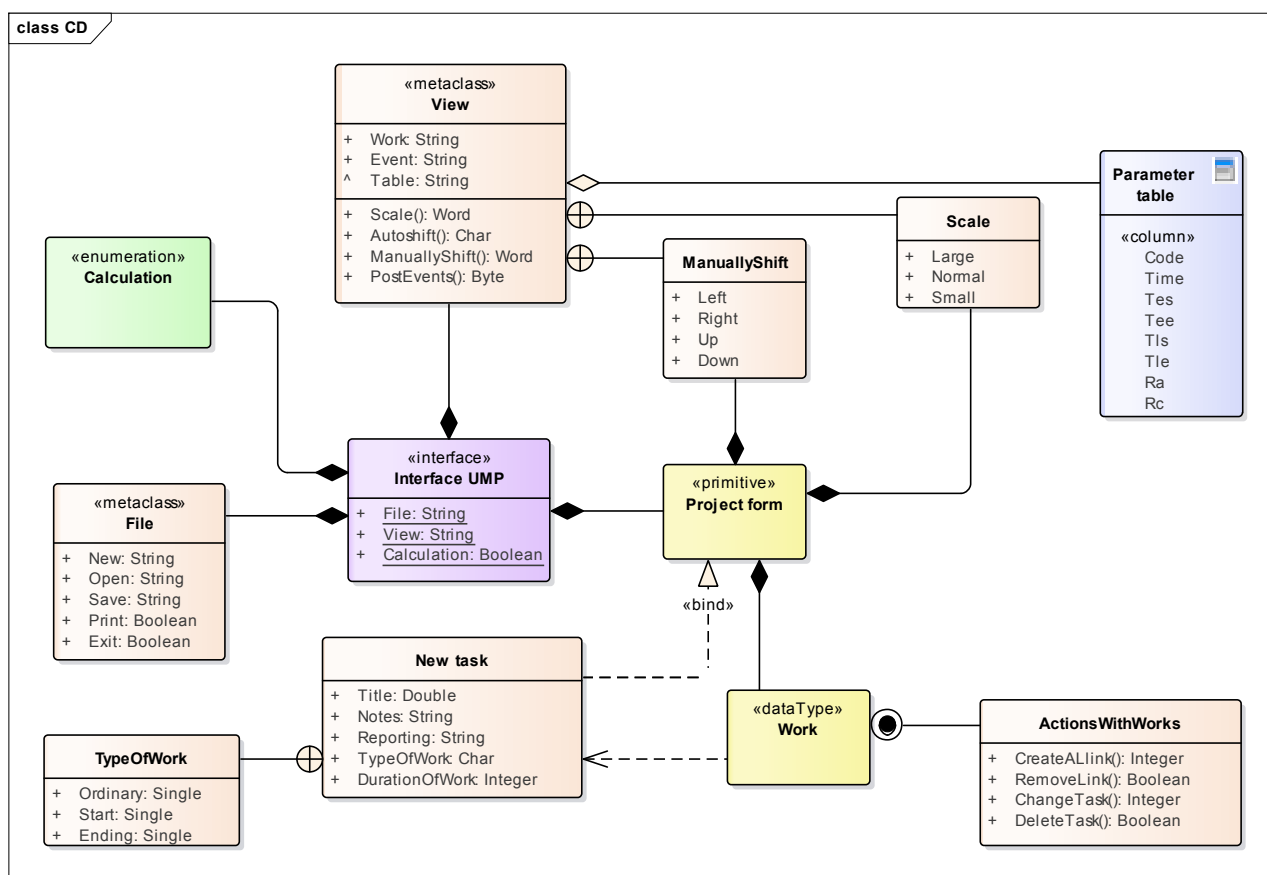 class CD
«metaclass»
View
+ Work: String
+ Event: String
^ Table: String
+ Scale(): Word
+ Autoshift(): Char
+ ManuallyShift(): Word
+ PostEvents(): Byte
Parameter
table
«column»
Code
Time
Tes
Tee
Tls
Tle
Ra
Rc
Scale
+ Large
+ Normal
+ Small
ManuallyShift
+ Left
+ Right
+ Up
+ Down
«enumeration»
Calculation
«interface»
Interface UMP
+ File: String
+ View: String
+ Calculation: Boolean
«primitive»
Project form
«metaclass»
File
+ New: String
+ Open: String
+ Save: String
+ Print: Boolean
+ Exit: Boolean
«bind»
New task
+ Title: Double
+ Notes: String
+ Reporting: String
+ TypeOfWork: Char
+ DurationOfWork: Integer
«dataType»
Work
ActionsWithWorks
+ CreateALlink(): Integer
+ RemoveLink(): Boolean
+ ChangeTask(): Integer
+ DeleteTask(): Boolean
TypeOfWork
+ Ordinary: Single
+ Start: Single
+ Ending: Single